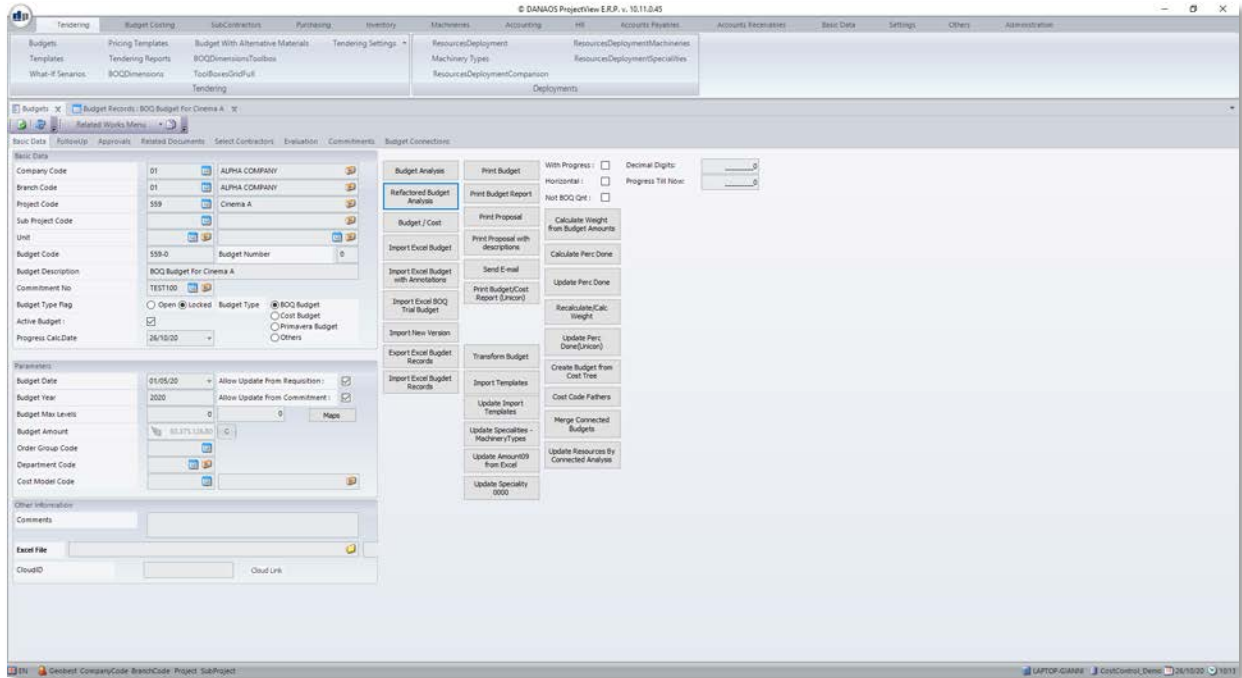 © DANAOS ProjectView E.R.P. v. 10.11.0.45
Tendering Budget Costing SubContractors Purchasing Inventory Machineries Accounting HR Accounts Payables Accounts Receivables Basic Data Settings Others Administration
Budgets Pricing Templates Budget With Alternative Materials Tendering Settings ResourcesDeployment ResourcesDeploymentMachineries
Templates Tendering Reports BOQDimensionsToolbox Machinery Types ResourcesDeploymentSpecialities
What-If Senarios BOQDimensions ToolBoxesGridFull ResourcesDeploymentComparison
Tendering Deployments
Budgets Budget Records : BOQ Budget For Cinema A
Related Works Menu
Basic Data FollowUp Approvals Related Documents Select Contractors Evaluation Commitments Budget Connections
Basic Data
Company Code 01 ALPHA COMPANY
Branch Code 01 ALPHA COMPANY
Project Code 559 Cinema A
Sub Project Code
Unit
Budget Code 559-0 Budget Number 0
Budget Description BOQ Budget For Cinema A
Commitment No TEST100
Budget Type Flag Open Locked Budget Type BOQ Budget
Cost Budget
Active Budget :
Primavera Budget
Progress Calc.Date 26/10/20 Others
Parameters
Budget Date 01/05/20 Allow Update From Requisition :
Budget Year 2020 Allow Update From Commitment :
Budget Max Levels 0 0 Maps
Budget Amount C
Order Group Code
Department Code
Cost Model Code
Other Information
Comments
Excel File
CloudID Cloud Link
Budget Analysis
Refactored Budget
Analysis
Budget / Cost
Import Excel Budget
Import Excel Budget
with Annotations
Import Excel BOQ
Trial Budget
Import New Version
Export Excel Bugdet
Records
Import Excel Bugdet
Records
Print Budget
Print Budget Report
Print Proposal
Print Proposal with
descriptions
Send E-mail
Print Budget/Cost
Report (Unicon)
Transform Budget
Import Templates
Update Import
Templates
Update Specialities -
MachineryTypes
Update Amount09
from Excel
Update Speciality
0000
With Progress : Decimal Digits: 0
Horizontal : Progress Till Now: 0
Not BOQ Qnt :
Calculate Weight
from Budget Amounts
Calculate Perc Done
Update Perc Done
Recalculate/Calc
Weight
Update Perc
Done(Unicon)
Create Budget from
Cost Tree
Cost Code Fathers
Merge Connected
Budgets
Update Resources By
Connected Analysis
EN Geobest CompanyCode BranchCode Project SubProject LAPTOP-GIANNI CostControl_Demo 26/10/20 10:13